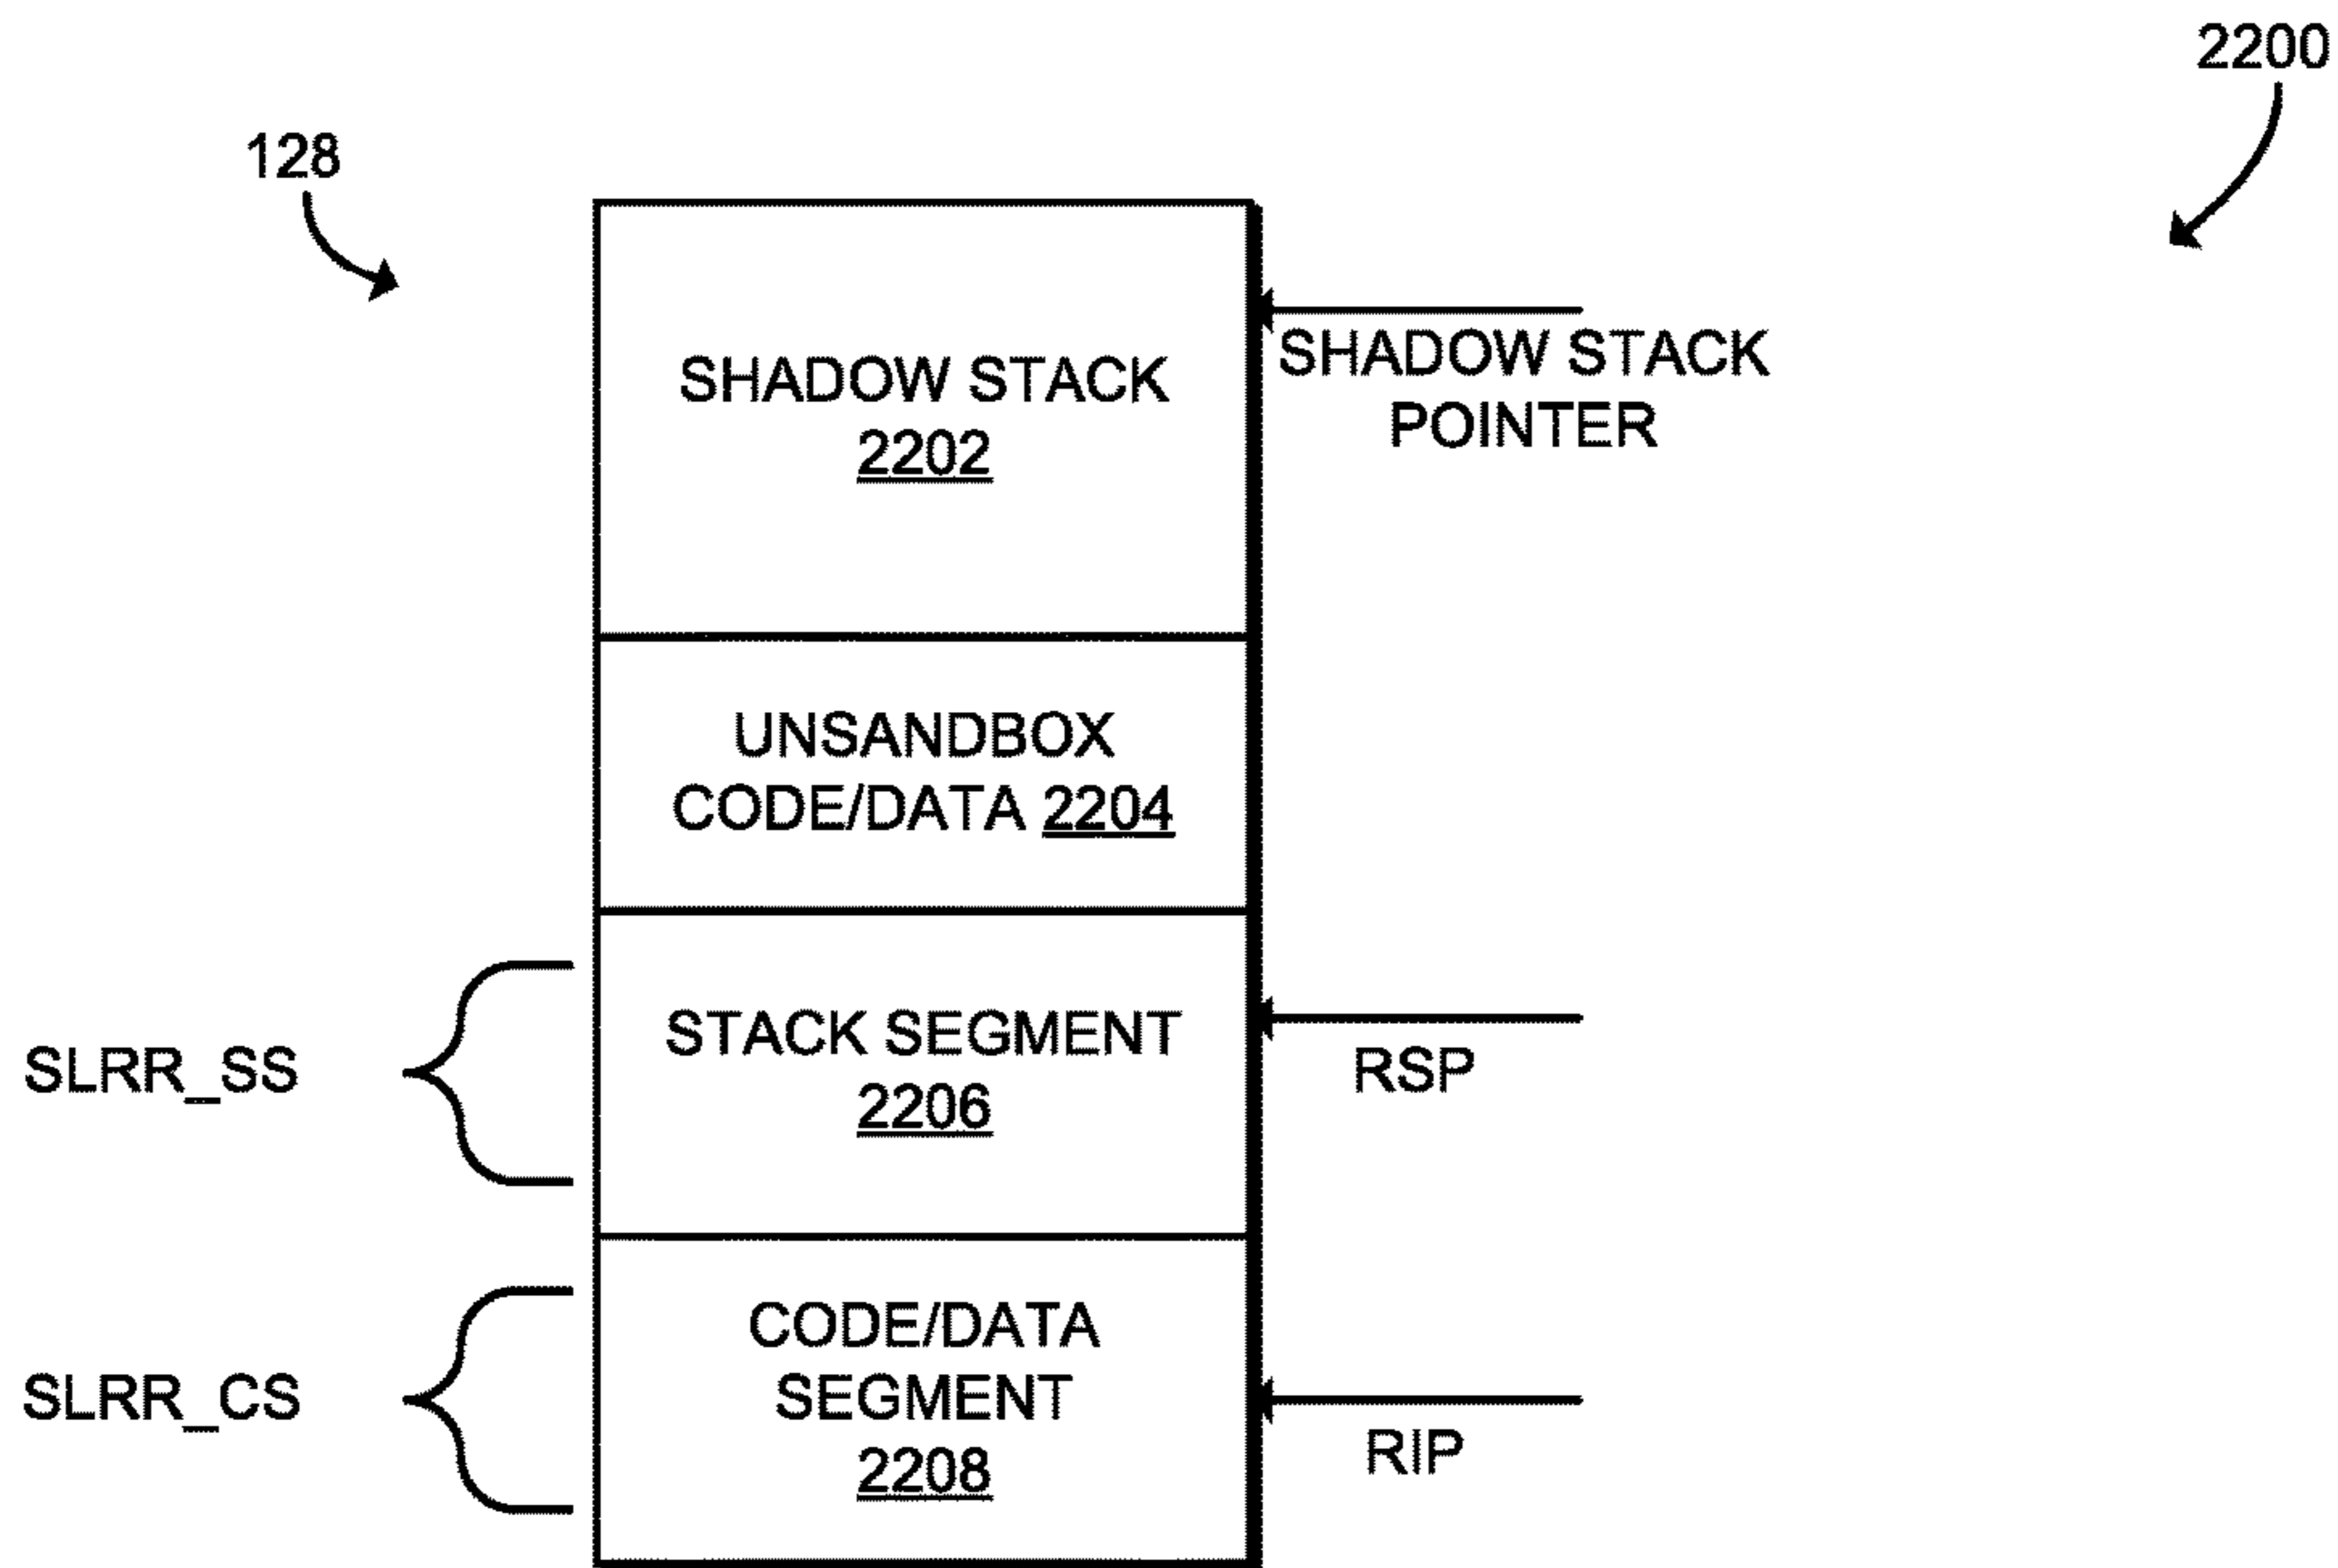 2200
128
SHADOW STACK
2202
SHADOW STACK
POINTER
UNSANDBOX
CODE/DATA 2204
STACK SEGMENT
2206
SLRR_SS
RSP
CODE/DATA
SEGMENT
2208
SLRR_CS
RIP